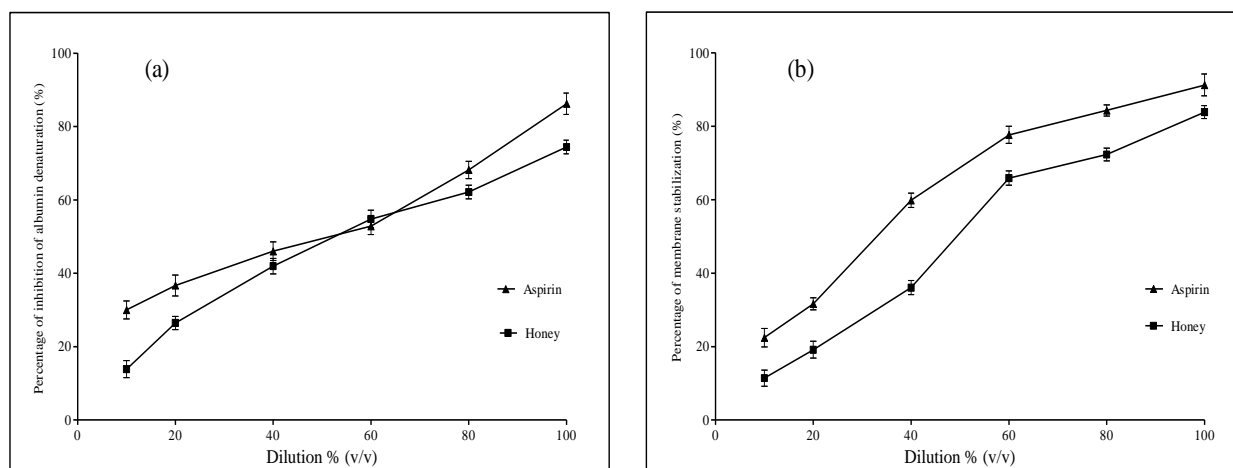 (a)
Percentage of inhibition of albumin denaturation (%)
100
80
60
40
20
0
0 20 40 60 80 100
Dilution % (v/v)
Aspirin
Honey
(b)
Percentage of membrane stabilization (%)
100
80
60
40
20
0
0 20 40 60 80 100
Dilution % (v/v)
Aspirin
Honey